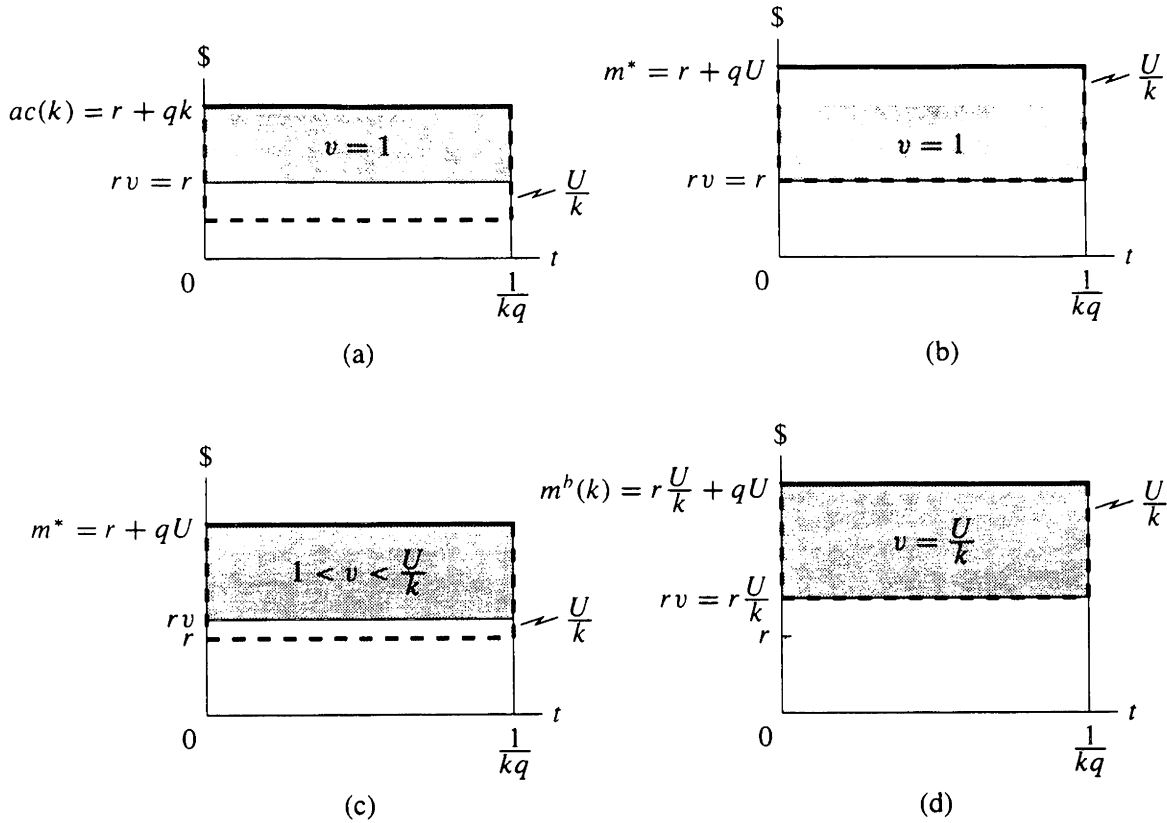 $
ac(k) = r + qk
v = 1
rv = r
U/k
0
1/kq
t
(a)
$
m* = r + qU
U/k
v = 1
rv = r
0
1/kq
t
(b)
$
m* = r + qU
1 < v < U/k
rv
r
U/k
0
1/kq
t
(c)
$
m^b(k) = r U/k + qU
U/k
v = U/k
rv = r U/k
r
0
1/kq
t
(d)